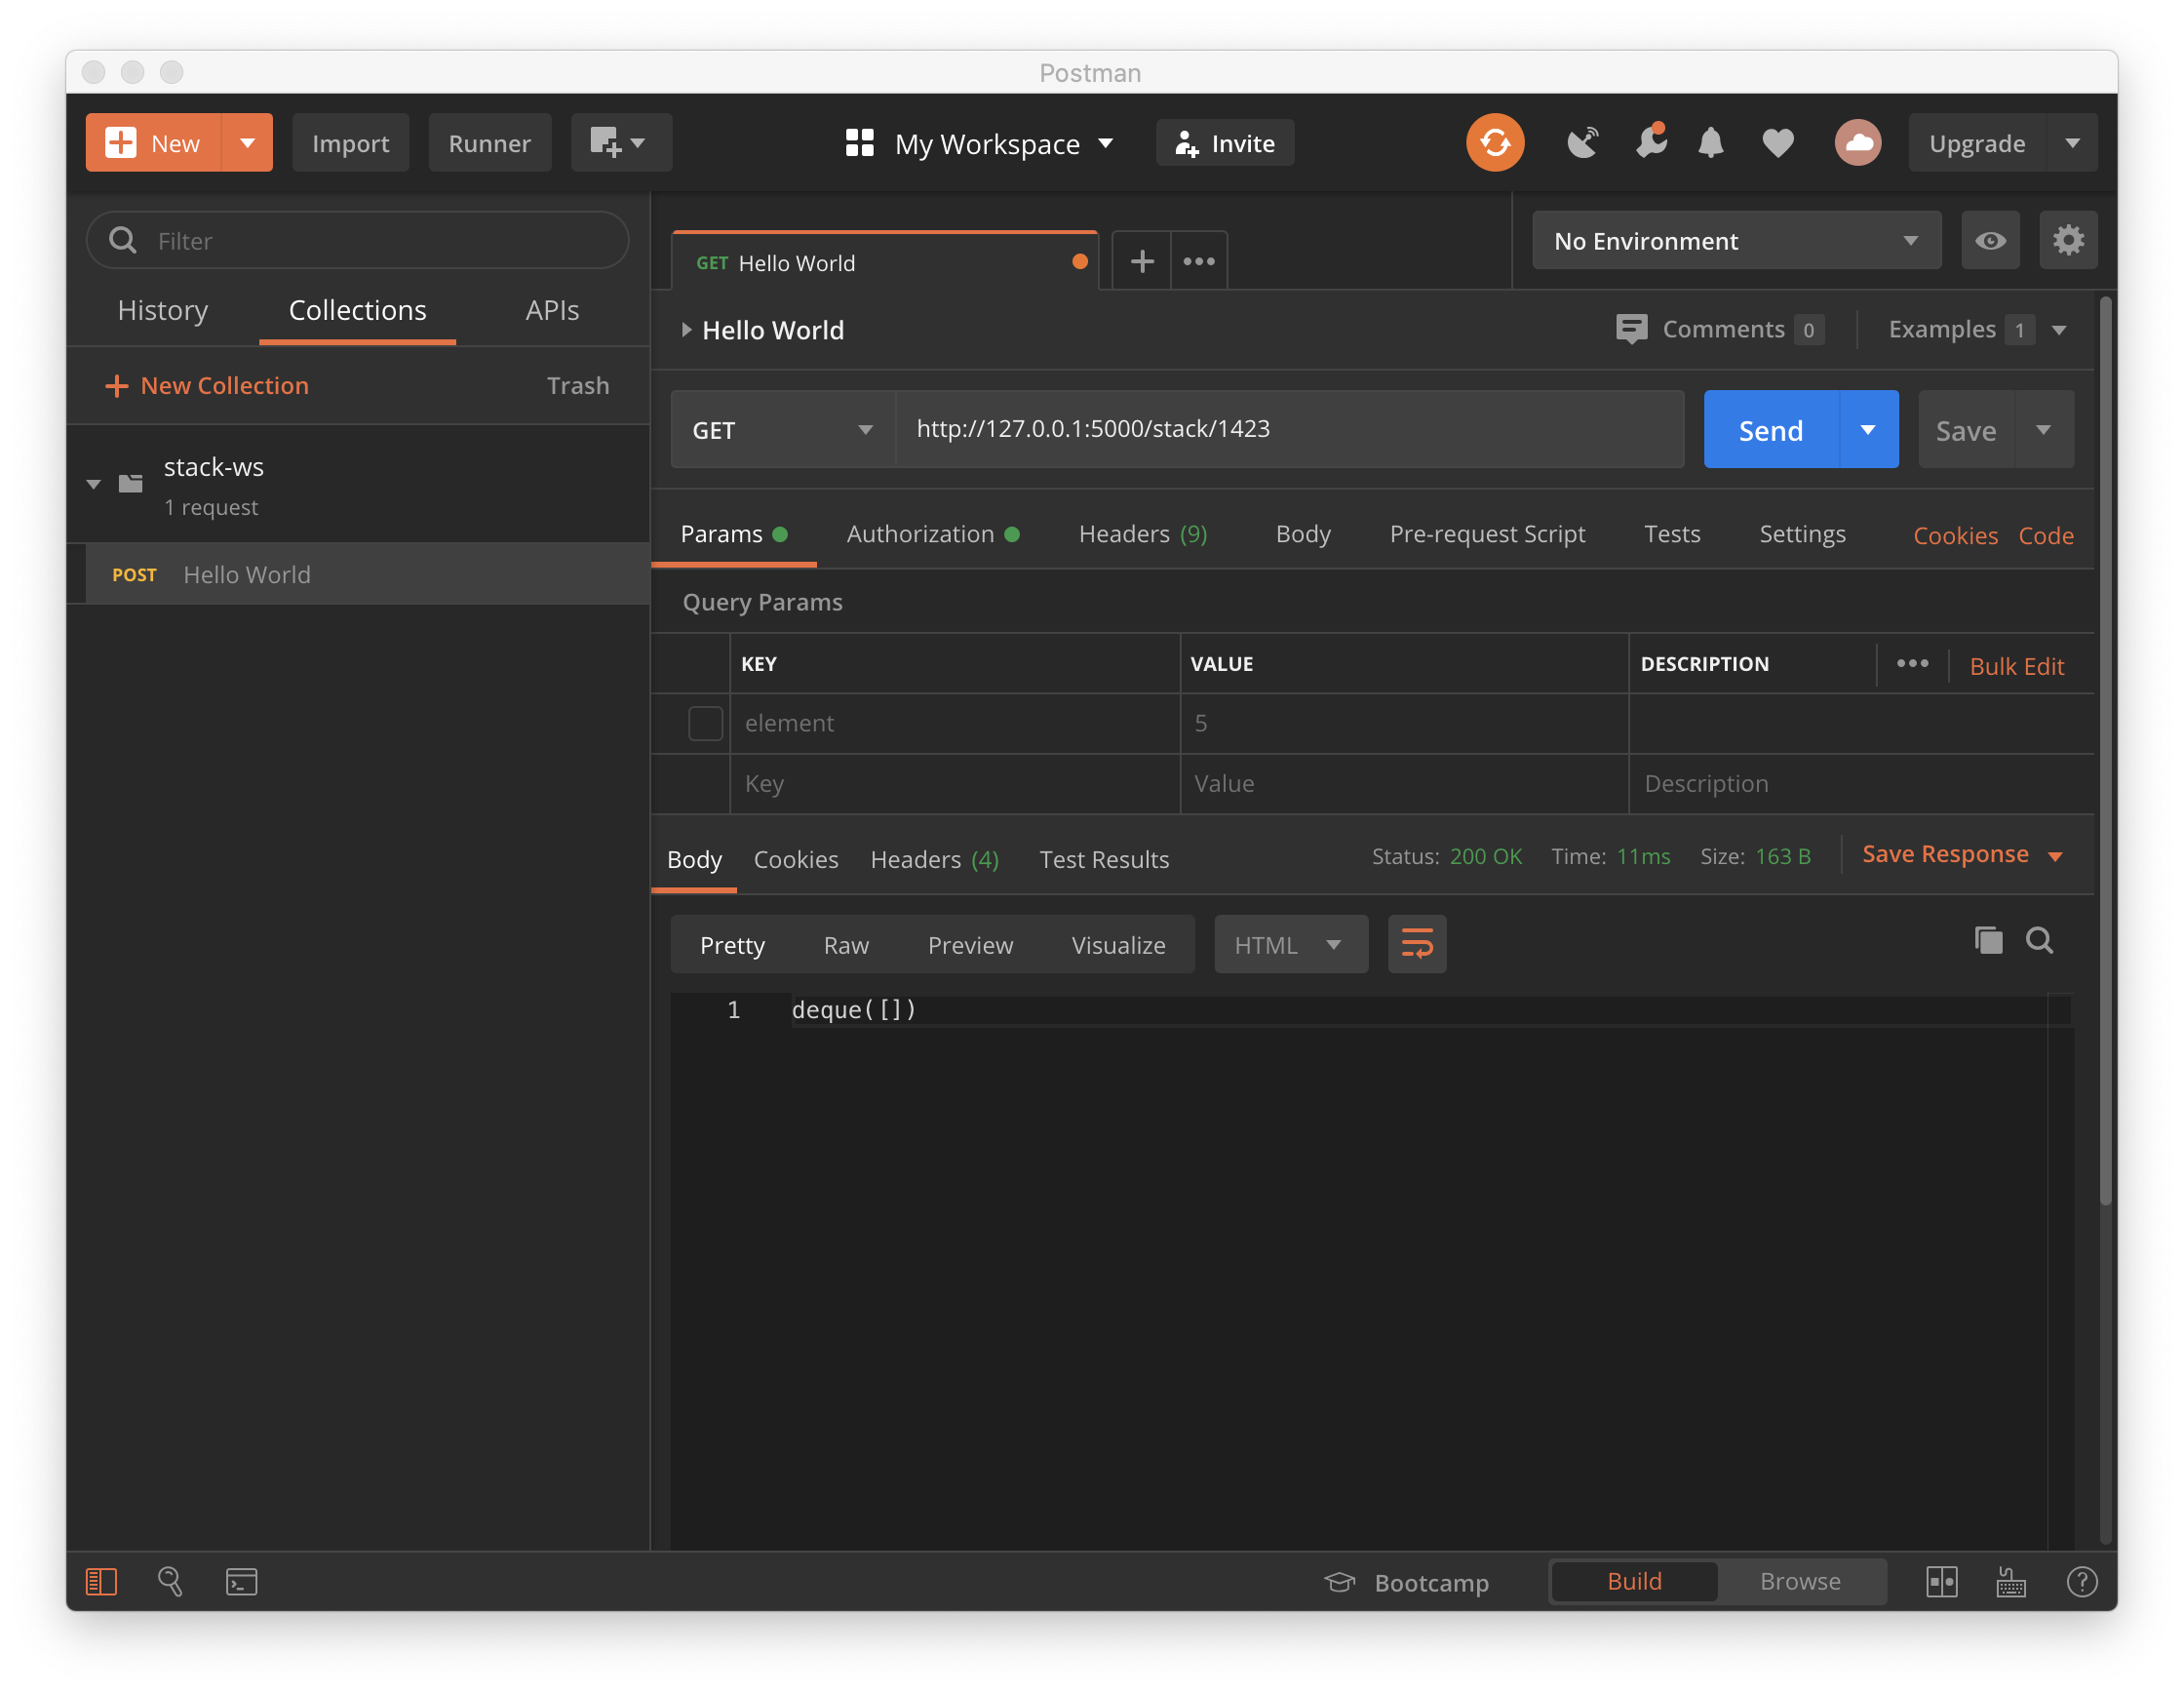 Postman
New
Import
Runner
My Workspace
Invite
Upgrade
Filter
History Collections APIs
New Collection Trash
stack-ws
1 request
POST Hello World
GET Hello World
No Environment
Hello World
Comments 0
Examples 1
GET http://127.0.0.1:5000/stack/1423 Send Save
Params Authorization Headers (9) Body Pre-request Script Tests Settings Cookies Code
Query Params
KEY VALUE DESCRIPTION Bulk Edit
element 5
Key Value Description
Body Cookies Headers (4) Test Results Status: 200 OK Time: 11ms Size: 163 B Save Response
Pretty Raw Preview Visualize HTML
1 deque([])
Bootcamp Build Browse